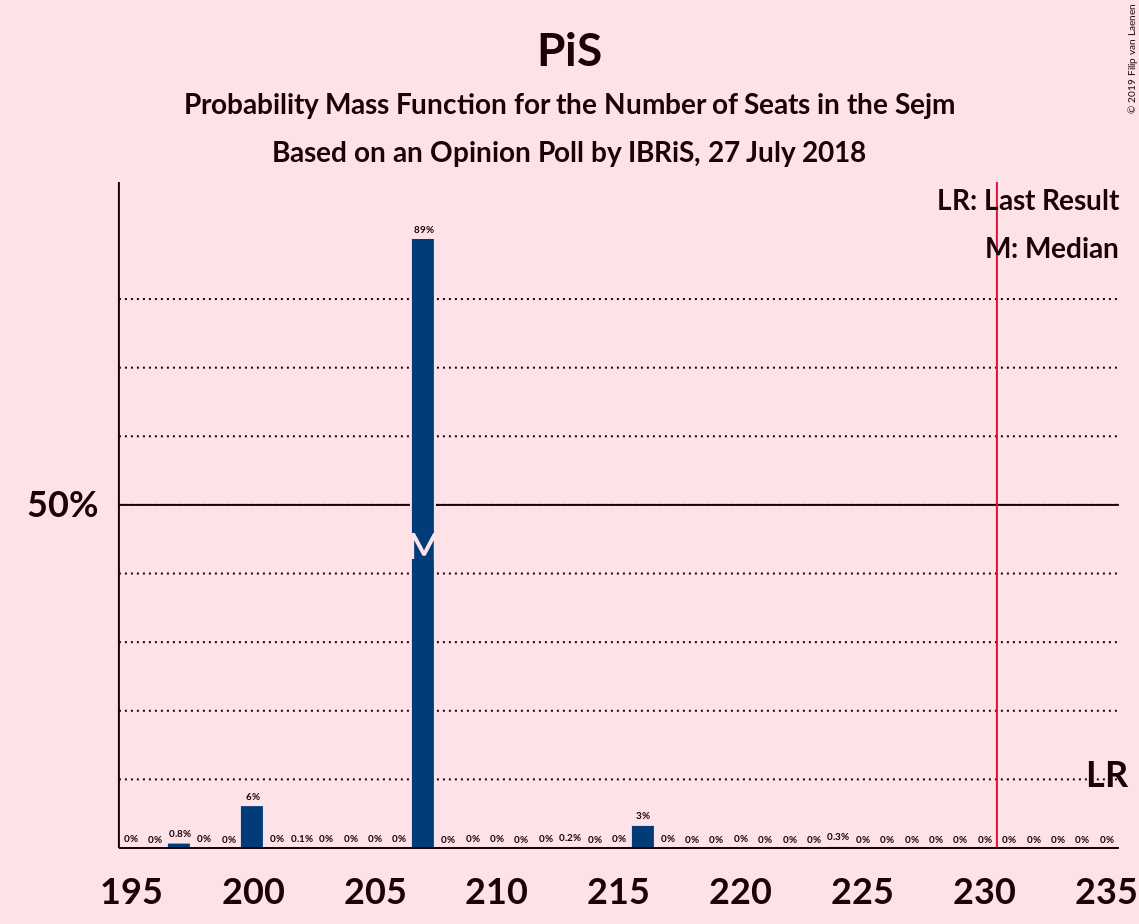 PiS
Probability Mass Function for the Number of Seats in the Sejm
Based on an Opinion Poll by IBRiS, 27 July 2018
© 2019 Filip van Laenen
LR: Last Result
M: Median
89%
50%
M
LR
0% 0% 0.8% 0% 0% 6% 0% 0.1% 0% 0% 0% 0% 0% 0% 0% 0% 0% 0.2% 0% 0% 3% 0% 0% 0% 0% 0% 0% 0% 0.3% 0% 0% 0% 0% 0% 0% 0% 0% 0% 0% 0%
195 200 205 210 215 220 225 230 235